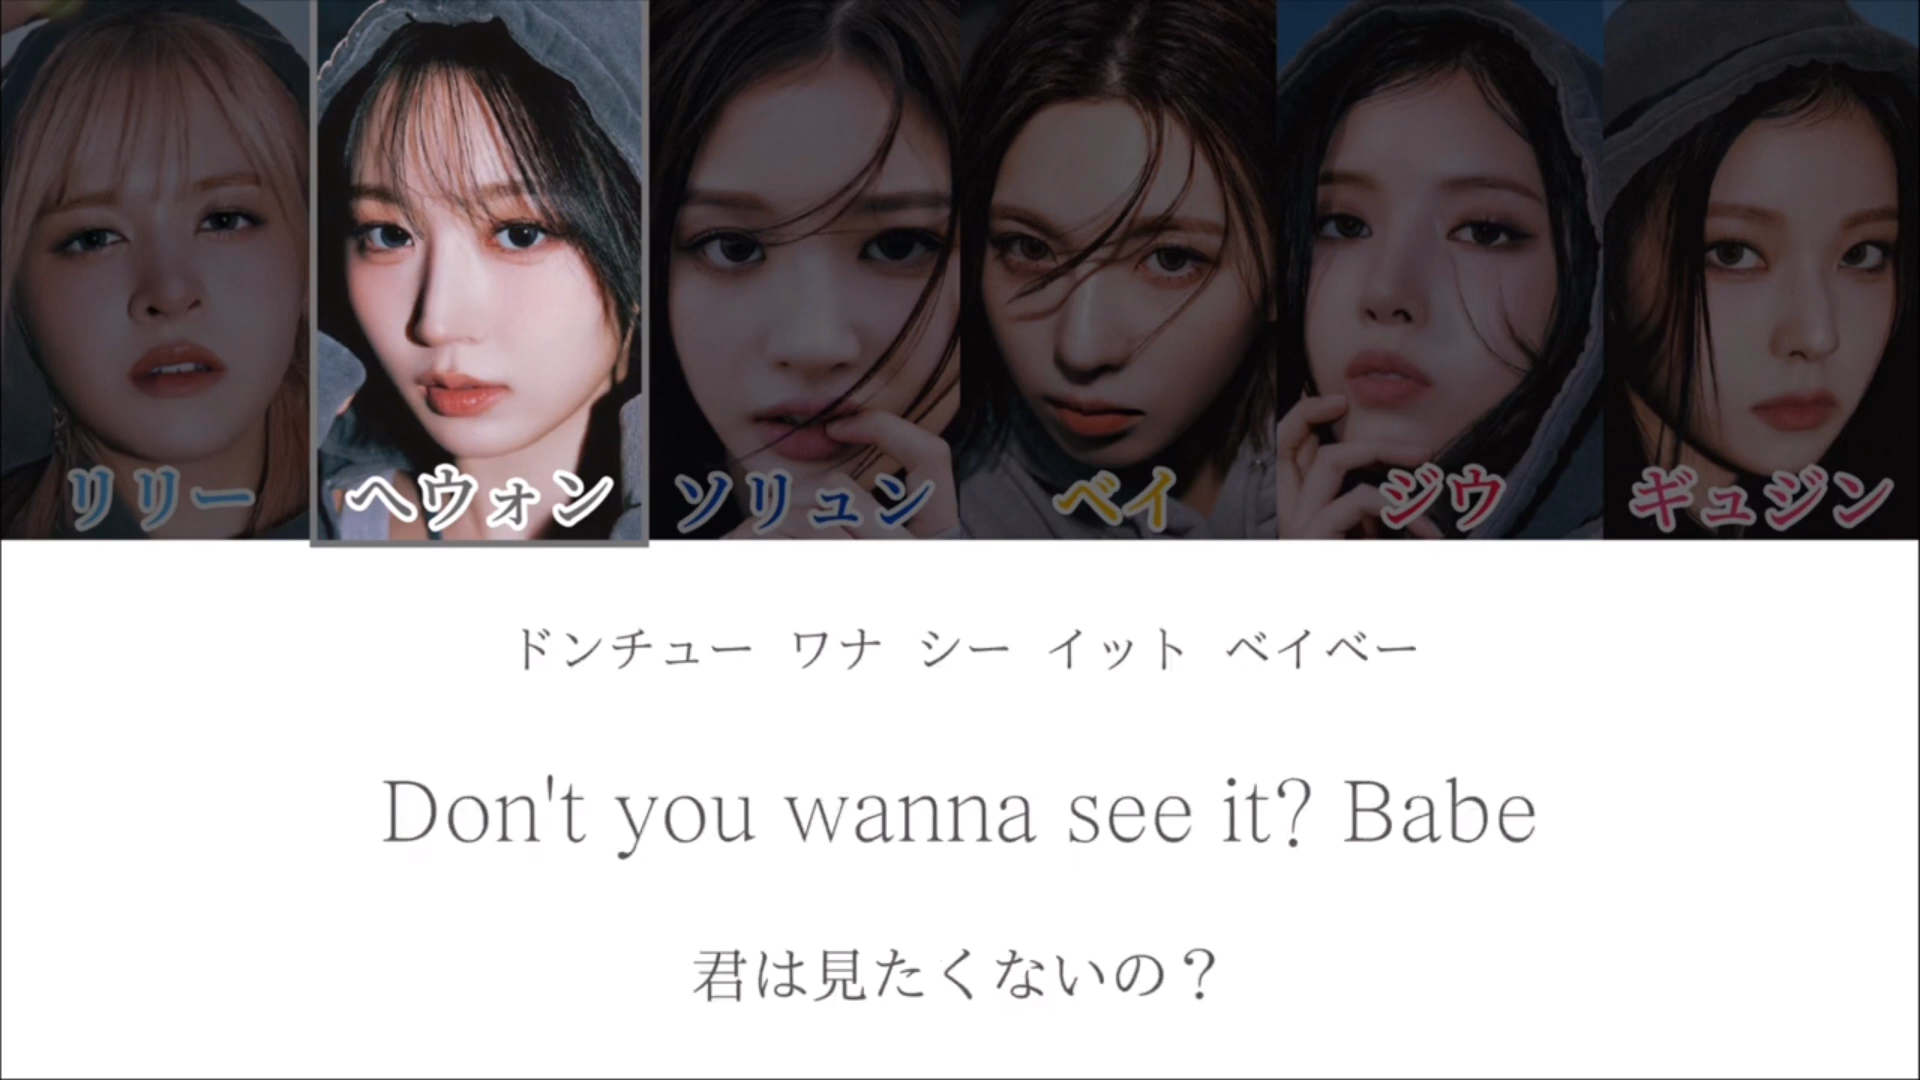 リリー ヘウォン ソリュン ベイ ジウ ギュジン
ドンチュー ワナ シー イット ベイベー
Don't you wanna see it? Babe
君は見たくないの？